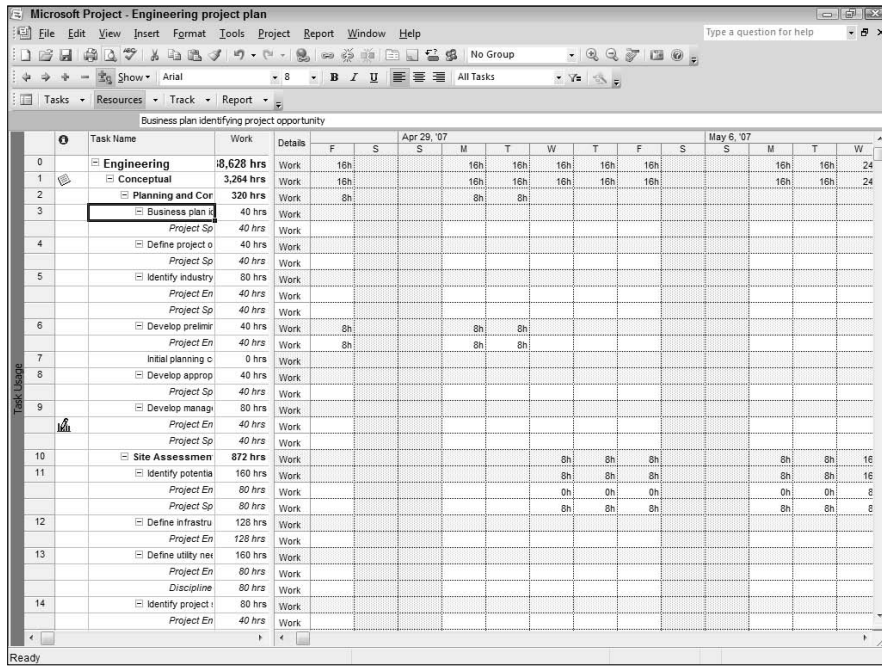 Microsoft Project - Engineering project plan
File Edit View Insert Format Tools Project Report Window Help Type a question for help
No Group
Show Arial 8 B I U All Tasks
Tasks Resources Track Report
Business plan identifying project opportunity
Task Name Work Details Apr 29, '07 May 6, '07
F S S M T W T F S S M T W
0 Engineering 38,628 hrs Work 16h 16h 16h 16h 16h 16h 16h 16h 24
1 Conceptual 3,264 hrs Work 16h 16h 16h 16h 16h 16h 16h 16h 24
2 Planning and Con 320 hrs Work 8h 8h 8h
3 Business plan id 40 hrs Work
Project Sp 40 hrs Work
4 Define project o 40 hrs Work
Project Sp 40 hrs Work
5 Identify industry 80 hrs Work
Project En 40 hrs Work
Project Sp 40 hrs Work
6 Develop prelimir 40 hrs Work 8h 8h 8h
Project En 40 hrs Work 8h 8h 8h
7 Initial planning c 0 hrs Work
8 Develop approp 40 hrs Work
Project Sp 40 hrs Work
9 Develop manag 80 hrs Work
Project En 40 hrs Work
Project Sp 40 hrs Work
10 Site Assessmen 872 hrs Work 8h 8h 8h 8h 8h 16
11 Identify potentia 160 hrs Work 8h 8h 8h 8h 8h 16
Project En 80 hrs Work 0h 0h 0h 0h 0h 8
Project Sp 80 hrs Work 8h 8h 8h 8h 8h 8
12 Define infrastru 128 hrs Work
Project En 128 hrs Work
13 Define utility nee 160 hrs Work
Project En 80 hrs Work
Discipline 80 hrs Work
14 Identify project 80 hrs Work
Project En 40 hrs Work
Task Usage
Ready